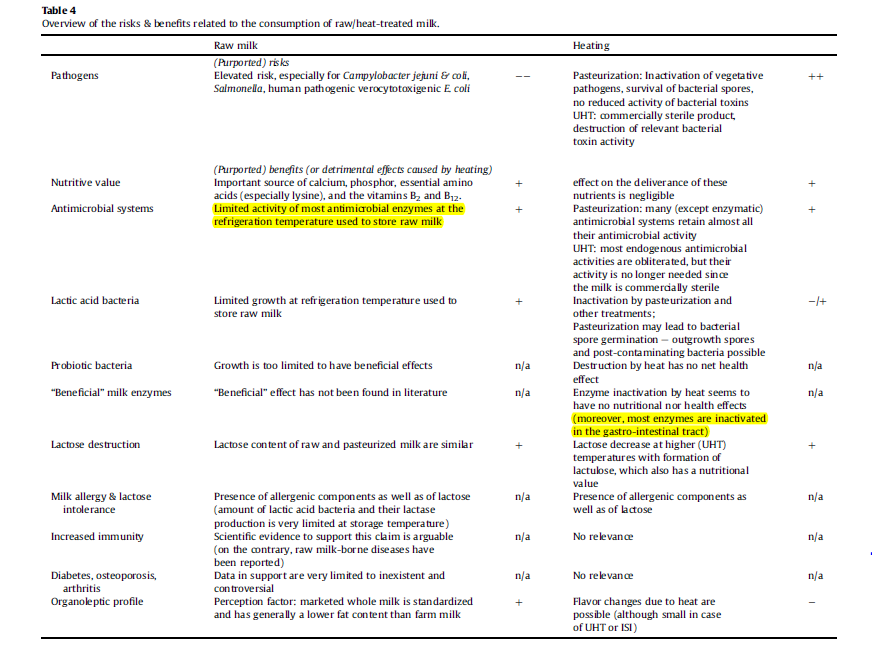 Table 4
Overview of the risks & benefits related to the consumption of raw/heat-treated milk.
Raw milk Heating
(Purported) risks
Pathogens
Elevated risk, especially for Campylobacter jejuni & coli,
Salmonella, human pathogenic verocytotoxigenic E. coli
−−
Pasteurization: Inactivation of vegetative
pathogens, survival of bacterial spores,
no reduced activity of bacterial toxins
UHT: commercially sterile product,
destruction of relevant bacterial
toxin activity
++
(Purported) benefits (or detrimental effects caused by heating)
Nutritive value
Important source of calcium, phosphor, essential amino
acids (especially lysine), and the vitamins B2 and B12.
+
effect on the deliverance of these
nutrients is negligible
+
Antimicrobial systems
Limited activity of most antimicrobial enzymes at the
refrigeration temperature used to store raw milk
+
Pasteurization: many (except enzymatic)
antimicrobial systems retain almost all
their antimicrobial activity
UHT: most endogenous antimicrobial
activities are obliterated, but their
activity is no longer needed since
the milk is commercially sterile
+
Lactic acid bacteria
Limited growth at refrigeration temperature used to
store raw milk
+
Inactivation by pasteurization and
other treatments;
Pasteurization may lead to bacterial
spore germination − outgrowth spores
and post-contaminating bacteria possible
−/+
Probiotic bacteria
Growth is too limited to have beneficial effects
n/a
Destruction by heat has no net health
effect
n/a
"Beneficial" milk enzymes
"Beneficial" effect has not been found in literature
n/a
Enzyme inactivation by heat seems to
have no nutritional nor health effects
(moreover, most enzymes are inactivated
in the gastro-intestinal tract)
n/a
Lactose destruction
Lactose content of raw and pasteurized milk are similar
+
Lactose decrease at higher (UHT)
temperatures with formation of
lactulose, which also has a nutritional
value
+
Milk allergy & lactose
intolerance
Presence of allergenic components as well as of lactose
(amount of lactic acid bacteria and their lactase
production is very limited at storage temperature)
n/a
Presence of allergenic components as
well as of lactose
n/a
Increased immunity
Scientific evidence to support this claim is arguable
(on the contrary, raw milk-borne diseases have
been reported)
n/a
No relevance
n/a
Diabetes, osteoporosis,
arthritis
Data in support are very limited to inexistent and
controversial
n/a
No relevance
n/a
Organoleptic profile
Perception factor: marketed whole milk is standardized
and has generally a lower fat content than farm milk
+
Flavor changes due to heat are
possible (although small in case
of UHT or ISI)
−